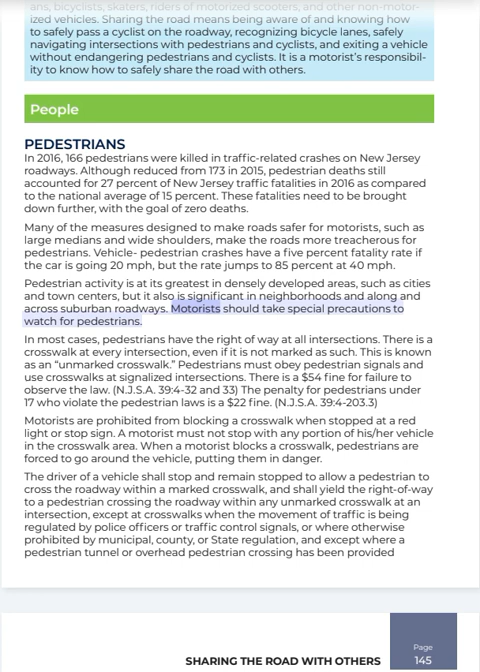 ans, bicyclists, skaters, riders of motorized scooters, and other non-motor-
ized vehicles. Sharing the road means being aware of and knowing how
to safely pass a cyclist on the roadway, recognizing bicycle lanes, safely
navigating intersections with pedestrians and cyclists, and exiting a vehicle
without endangering pedestrians and cyclists. It is a motorist's responsibil-
ity to know how to safely share the road with others.
People
PEDESTRIANS
In 2016, 166 pedestrians were killed in traffic-related crashes on New Jersey
roadways. Although reduced from 173 in 2015, pedestrian deaths still
accounted for 27 percent of New Jersey traffic fatalities in 2016 as compared
to the national average of 15 percent. These fatalities need to be brought
down further, with the goal of zero deaths.
Many of the measures designed to make roads safer for motorists, such as
large medians and wide shoulders, make the roads more treacherous for
pedestrians. Vehicle- pedestrian crashes have a five percent fatality rate if
the car is going 20 mph, but the rate jumps to 85 percent at 40 mph.
Pedestrian activity is at its greatest in densely developed areas, such as cities
and town centers, but it also is significant in neighborhoods and along and
across suburban roadways. Motorists should take special precautions to
watch for pedestrians.
In most cases, pedestrians have the right of way at all intersections. There is a
crosswalk at every intersection, even if it is not marked as such. This is known
as an "unmarked crosswalk." Pedestrians must obey pedestrian signals and
use crosswalks at signalized intersections. There is a $54 fine for failure to
observe the law. (N.J.S.A. 39:4-32 and 33) The penalty for pedestrians under
17 who violate the pedestrian laws is a $22 fine. (N.J.S.A. 39:4-203.3)
Motorists are prohibited from blocking a crosswalk when stopped at a red
light or stop sign. A motorist must not stop with any portion of his/her vehicle
in the crosswalk area. When a motorist blocks a crosswalk, pedestrians are
forced to go around the vehicle, putting them in danger.
The driver of a vehicle shall stop and remain stopped to allow a pedestrian to
cross the roadway within a marked crosswalk, and shall yield the right-of-way
to a pedestrian crossing the roadway within any unmarked crosswalk at an
intersection, except at crosswalks when the movement of traffic is being
regulated by police officers or traffic control signals, or where otherwise
prohibited by municipal, county, or State regulation, and except where a
pedestrian tunnel or overhead pedestrian crossing has been provided
Page
SHARING THE ROAD WITH OTHERS 145